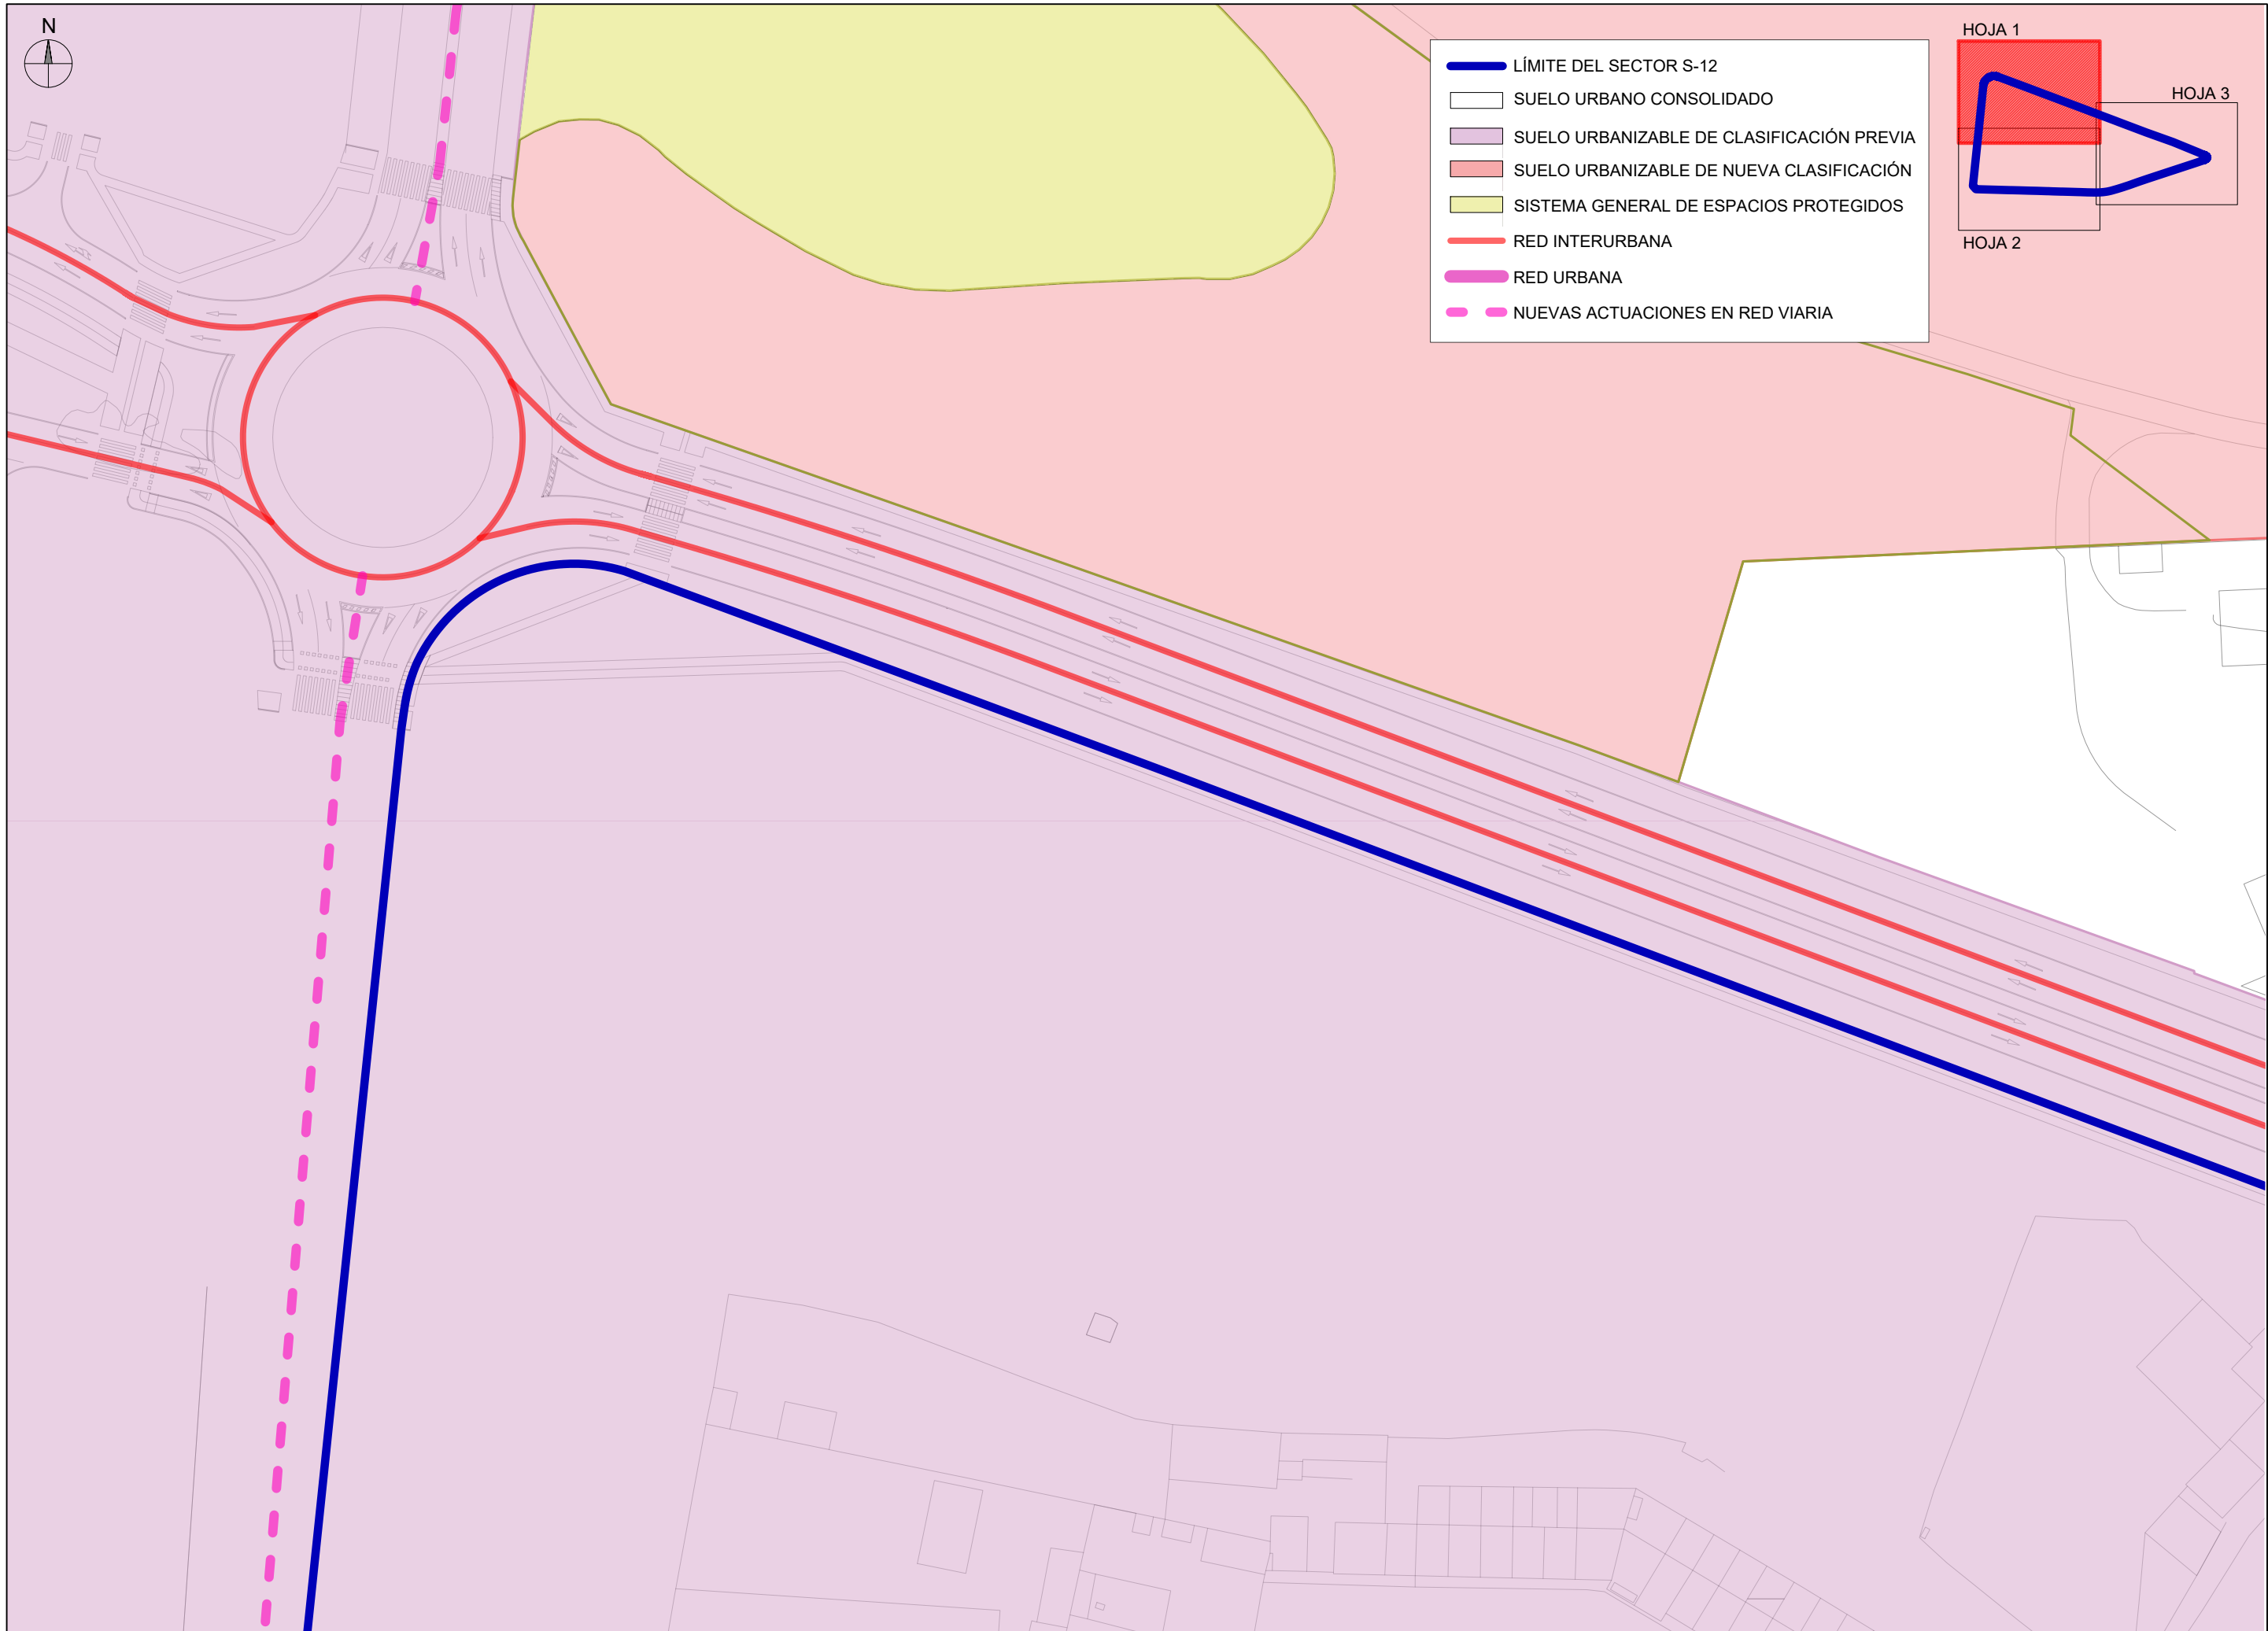 N
LÍMITE DEL SECTOR S-12
SUELO URBANO CONSOLIDADO
SUELO URBANIZABLE DE CLASIFICACIÓN PREVIA
SUELO URBANIZABLE DE NUEVA CLASIFICACIÓN
SISTEMA GENERAL DE ESPACIOS PROTEGIDOS
RED INTERURBANA
RED URBANA
NUEVAS ACTUACIONES EN RED VIARIA
HOJA 1
HOJA 3
HOJA 2